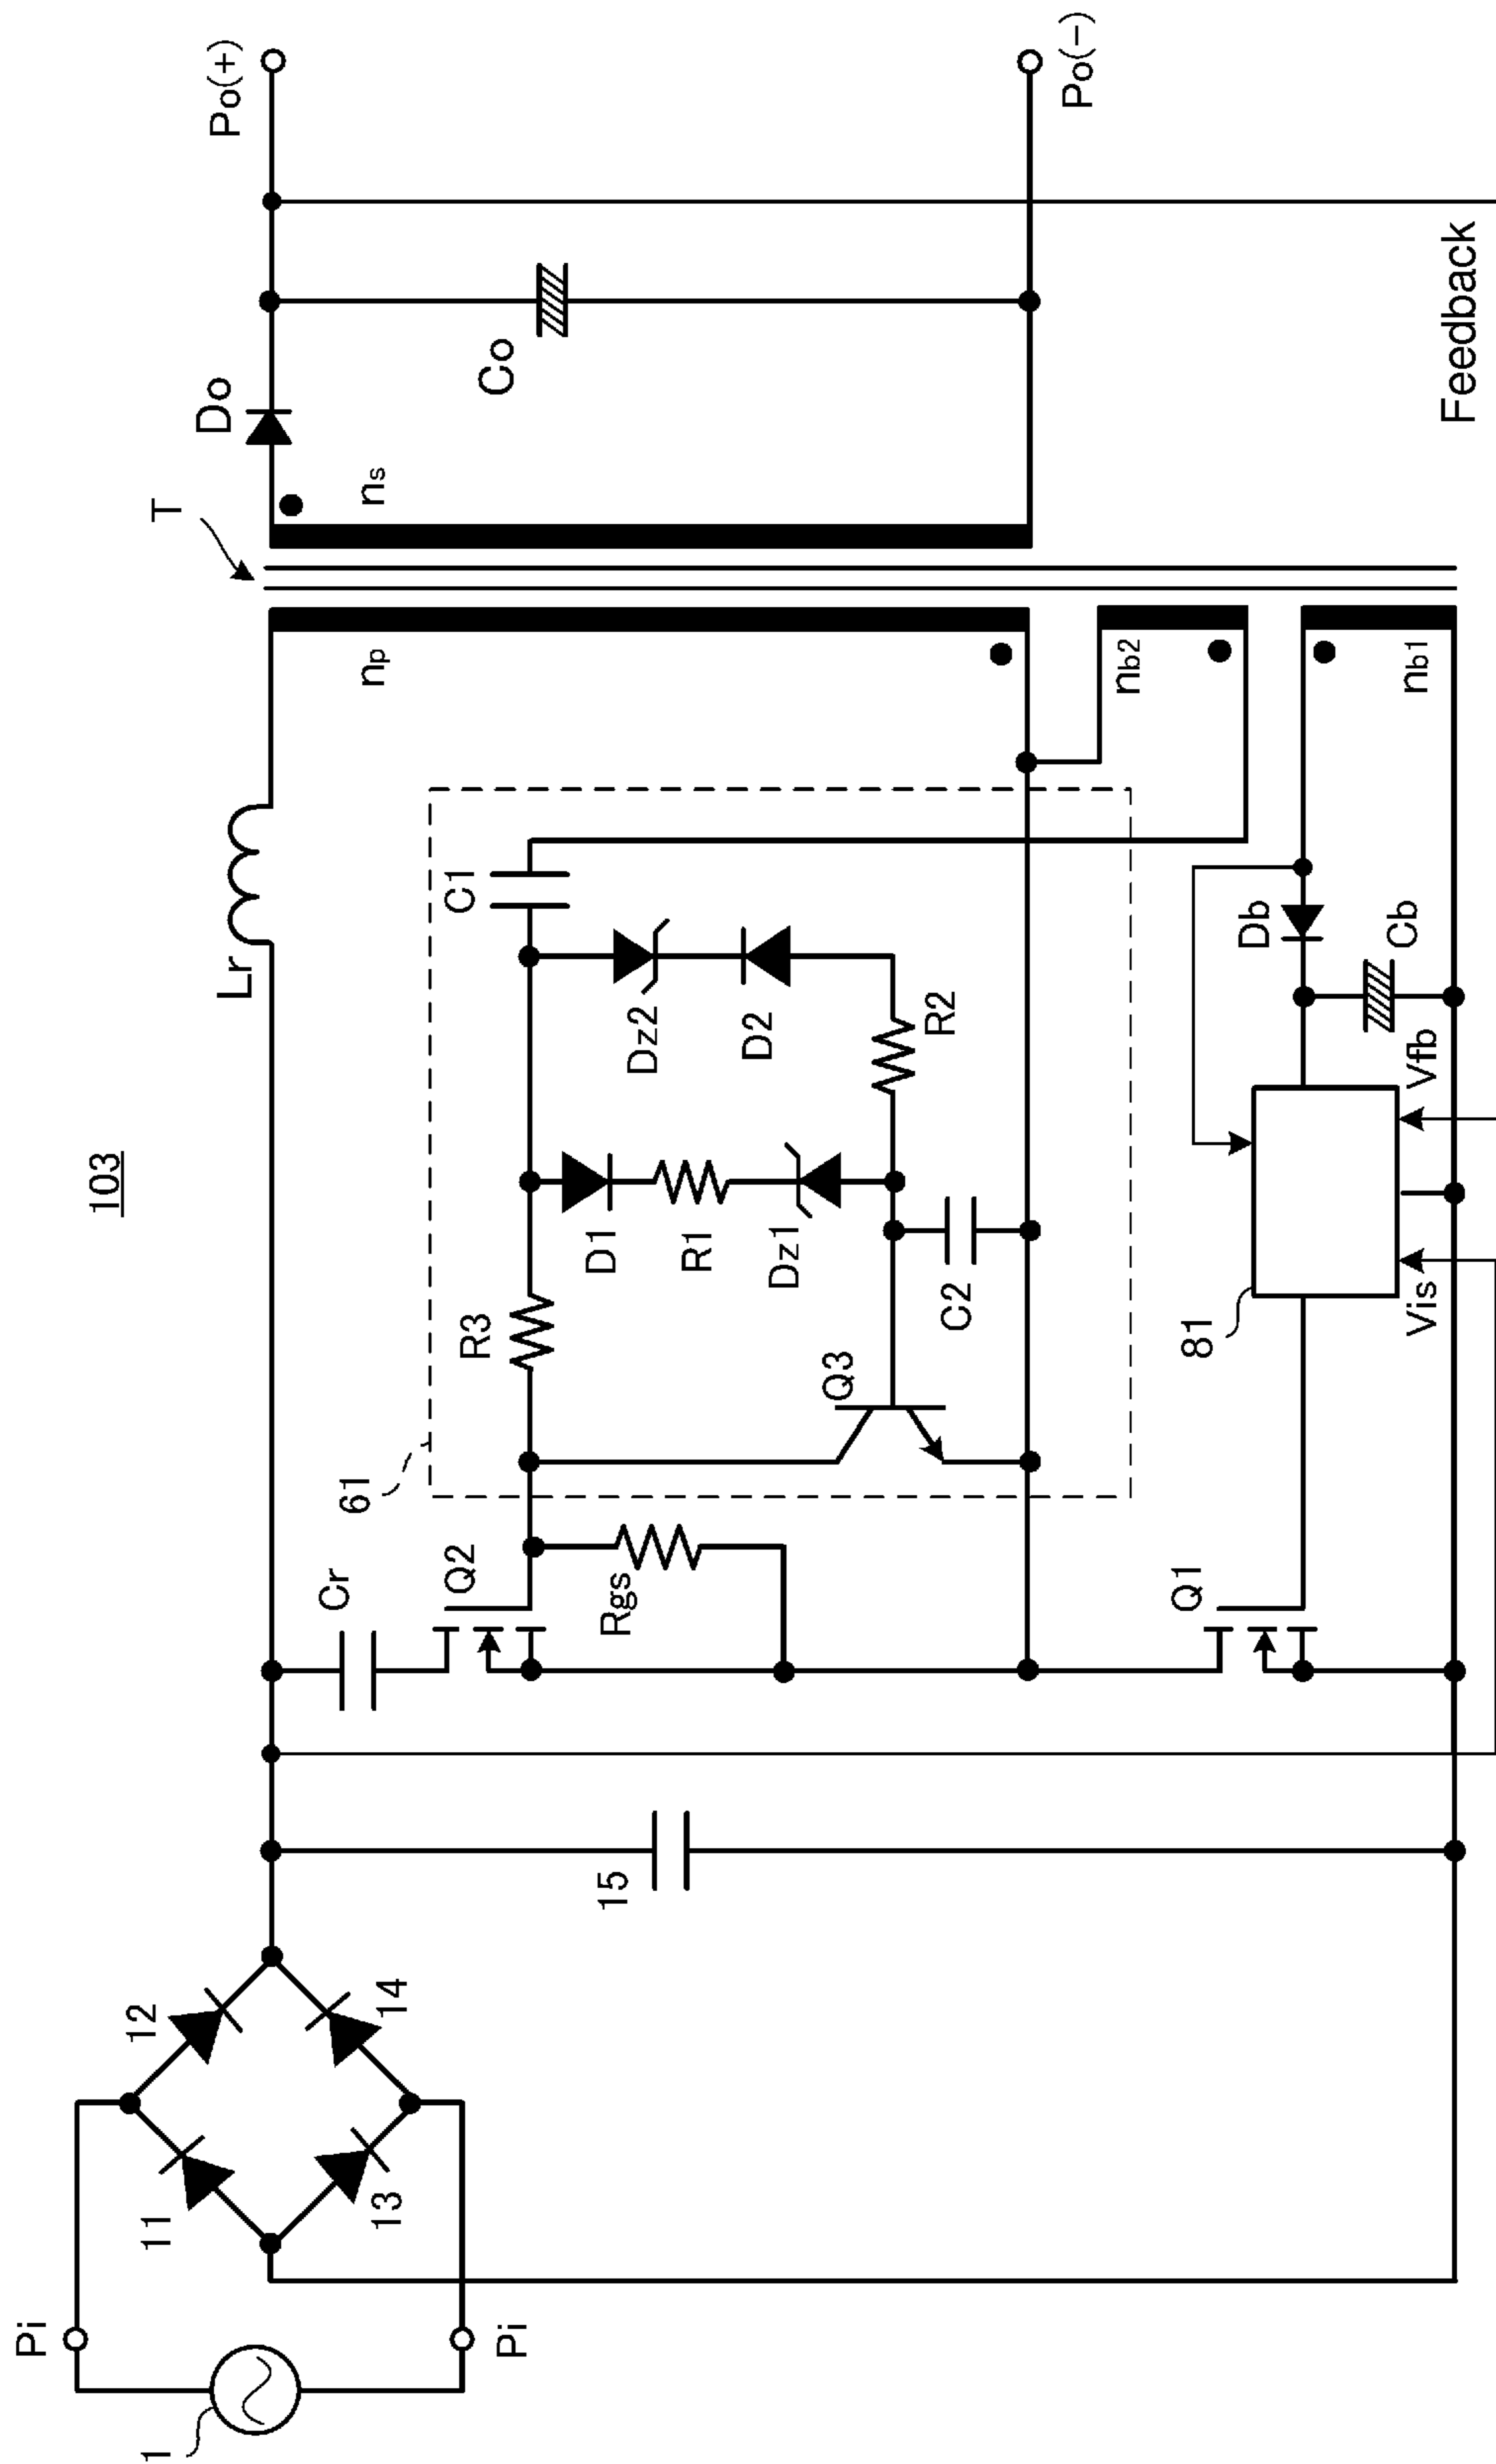 103
Pi
Pi
1
11
12
13
14
15
Cr
Lr
Q2
Rgs
61
R3
Q3
D1
R1
Dz1
C2
C1
Dz2
D2
R2
T
np
ns
nb2
nb1
Do
Co
Po(+)
Po(-)
Q1
81
Vis
Vfb
Db
Cb
Feedback